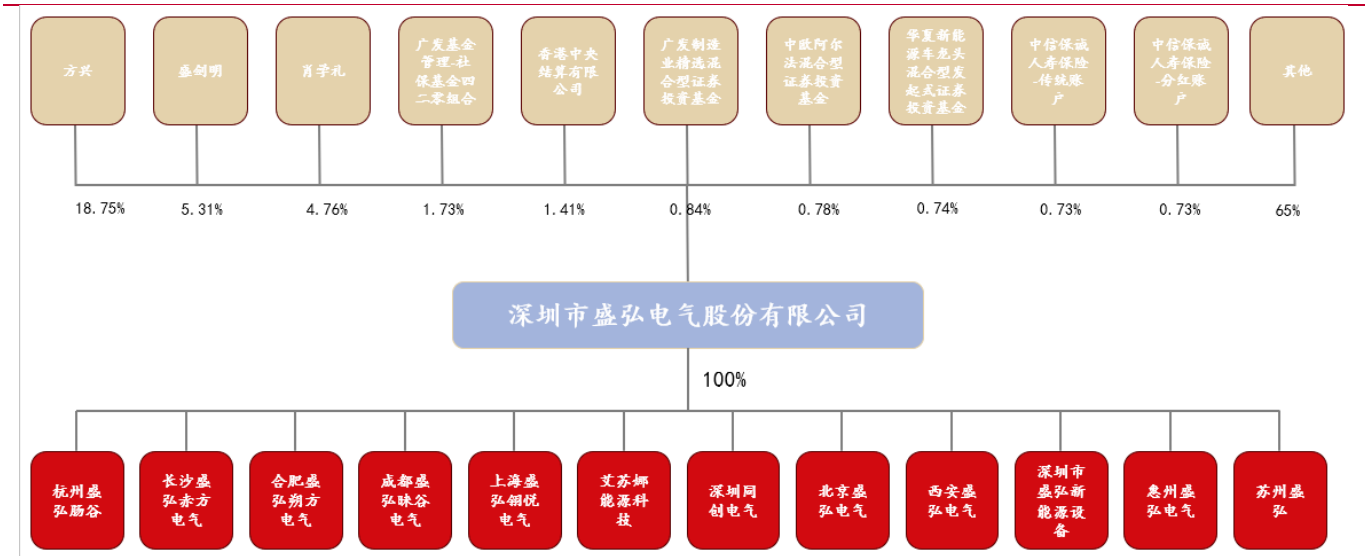 方兴
盛剑明
肖学礼
广发基金
管理-社
保基金四
二零组合
香港中央
结算有限
公司
广发制造
业精选混
合型证券
投资基金
中欧阿尔
法混合型
证券投资
基金
华夏新能
源车龙头
混合型发
起式证券
投资基金
中信保诚
人寿保险
-传统账
户
中信保诚
人寿保险
-分红账
户
其他
18.75%
5.31%
4.76%
1.73%
1.41%
0.84%
0.78%
0.74%
0.73%
0.73%
65%
深圳市盛弘电气股份有限公司
100%
杭州盛
弘肠谷
长沙盛
弘赤方
电气
合肥盛
弘朔方
电气
成都盛
弘昧谷
电气
上海盛
弘翎悦
电气
艾苏娜
能源科
技
深圳同
创电气
北京盛
弘电气
西安盛
弘电气
深圳市
盛弘新
能源设
备
惠州盛
弘电气
苏州盛
弘